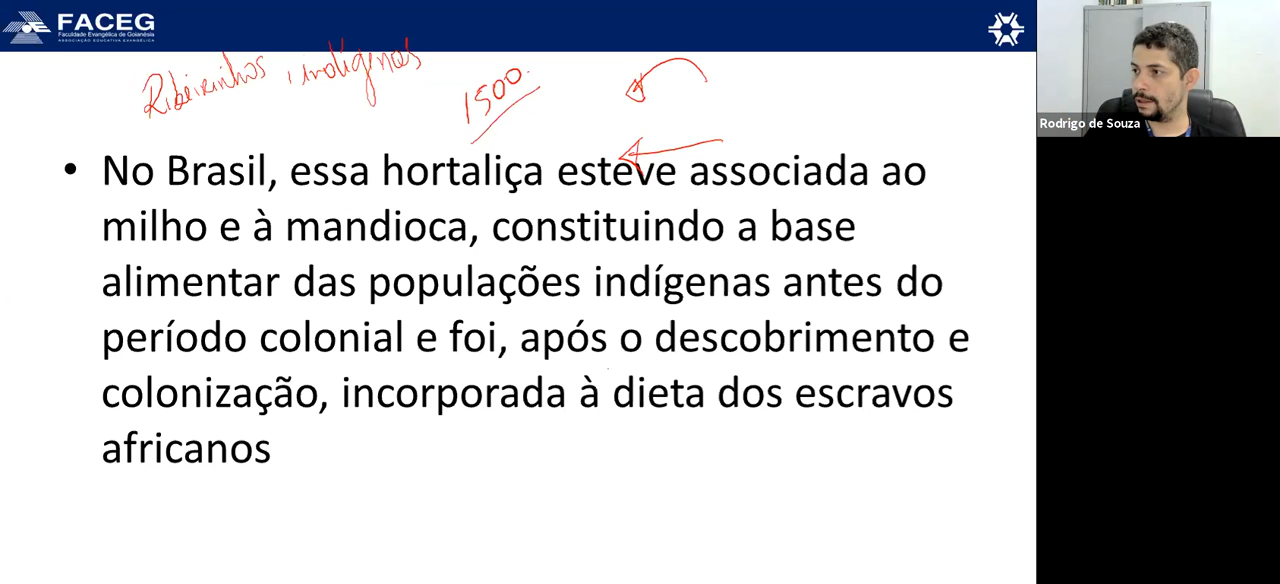 FACEG
Faculdade Evangélica de Goianésia
ASSOCIAÇÃO EDUCATIVA EVANGÉLICA
Ribeirinhos, indígenas
1500
Rodrigo de Souza
• No Brasil, essa hortaliça esteve associada ao
milho e à mandioca, constituindo a base
alimentar das populações indígenas antes do
período colonial e foi, após o descobrimento e
colonização, incorporada à dieta dos escravos
africanos